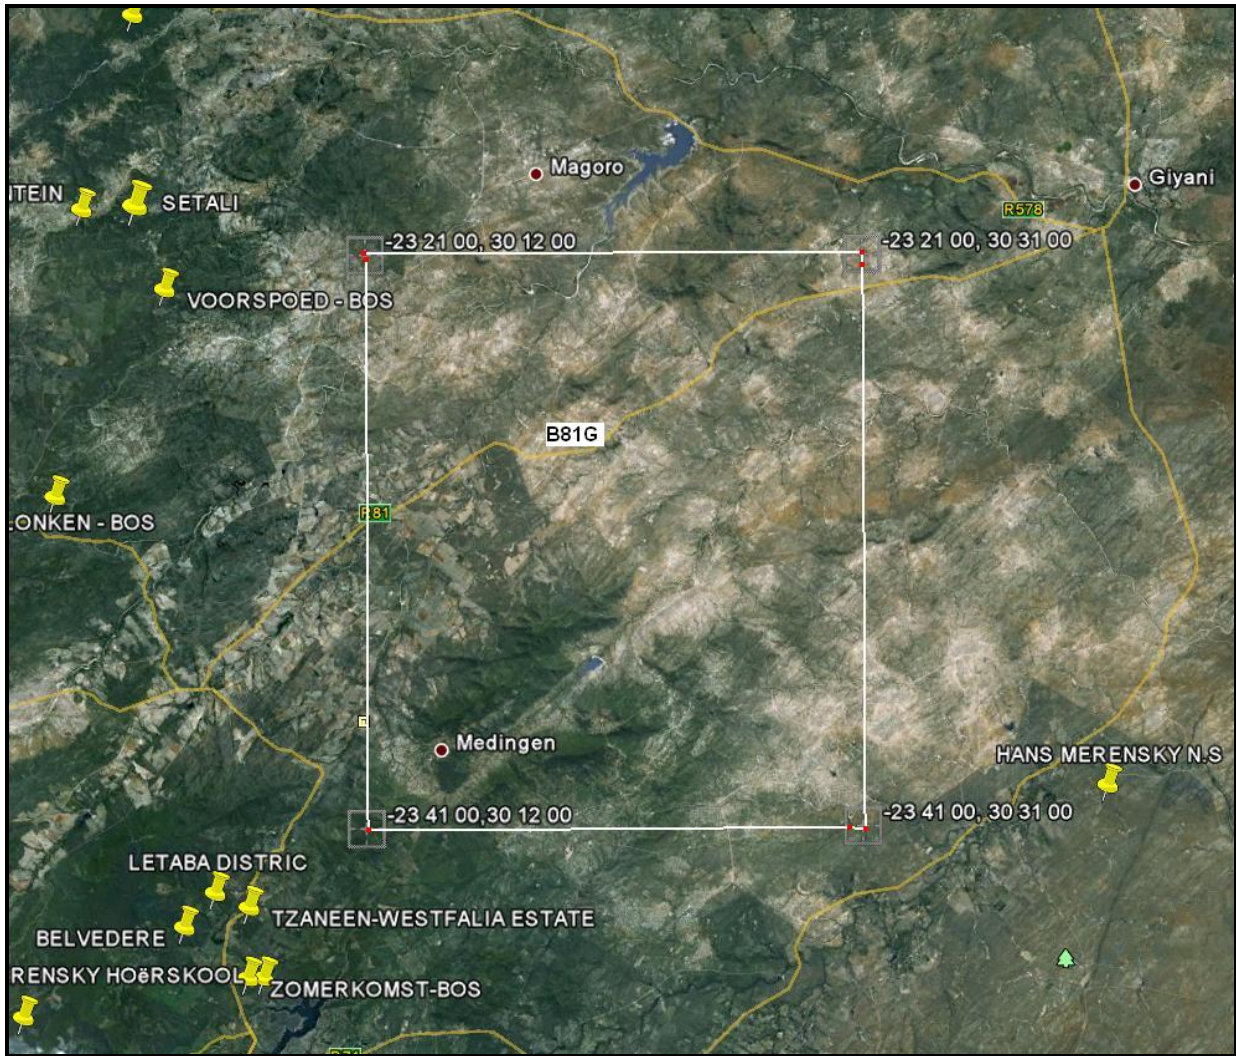 Magoro
Giyani
NTEIN
SETALI
R578
-23 21 00, 30 12 00
-23 21 00, 30 31 00
VOORSPOED - BOS
B81G
R81
LONKEN - BOS
Medingen
HANS MERENSKY N.S
-23 41 00,30 12 00
-23 41 00, 30 31 00
LETABA DISTRIC
TZANEEN-WESTFALIA ESTATE
BELVEDERE
RENSKY HOëRSKOOL
ZOMERKOMST-BOS